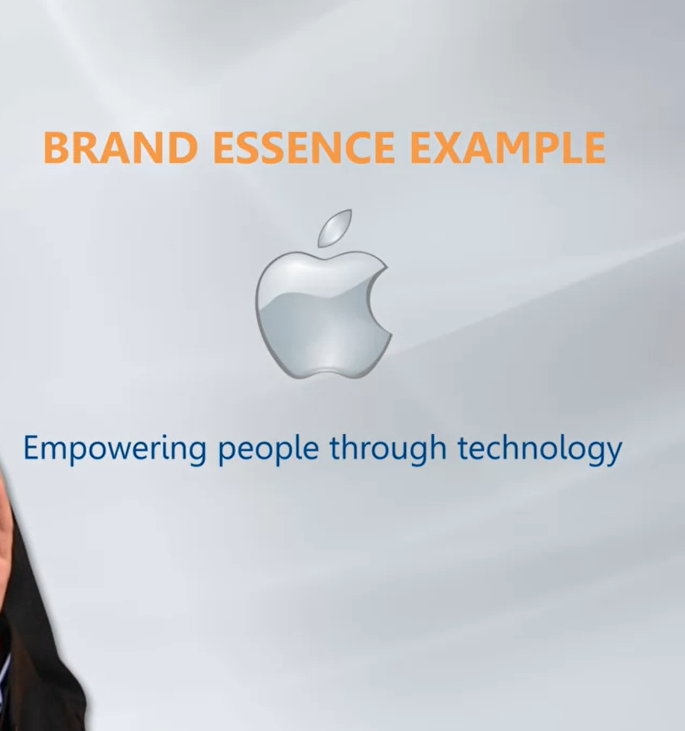 BRAND ESSENCE EXAMPLE
Empowering people through technology